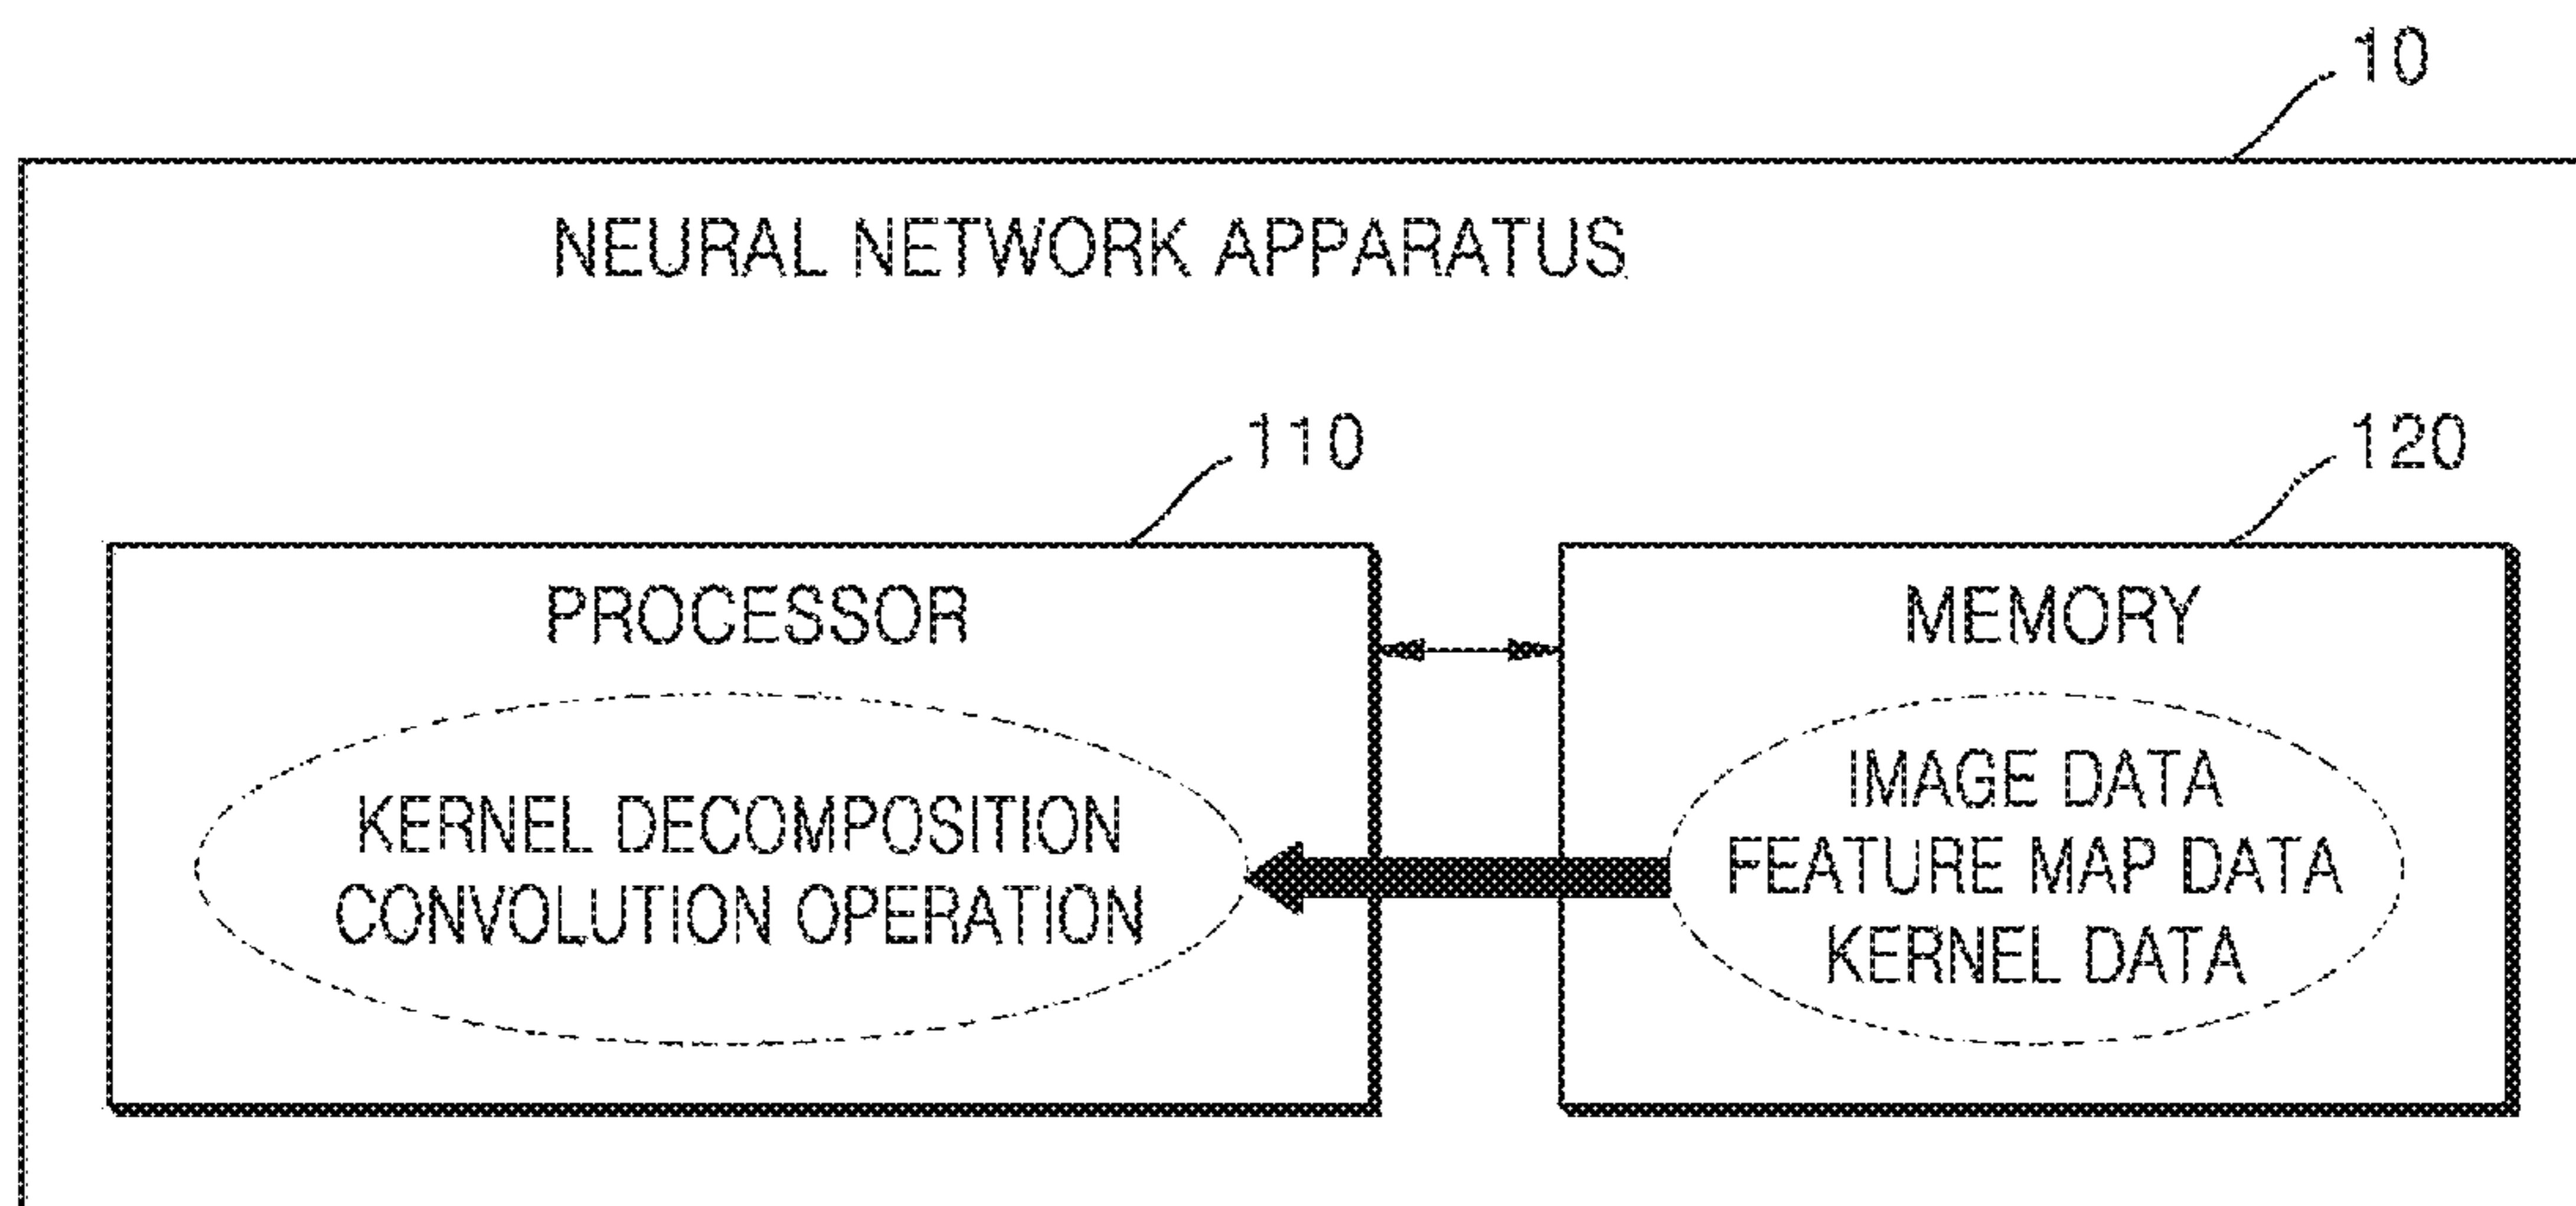 10
NEURAL NETWORK APPARATUS
110
120
PROCESSOR
MEMORY
KERNEL DECOMPOSITION
CONVOLUTION OPERATION
IMAGE DATA
FEATURE MAP DATA
KERNEL DATA